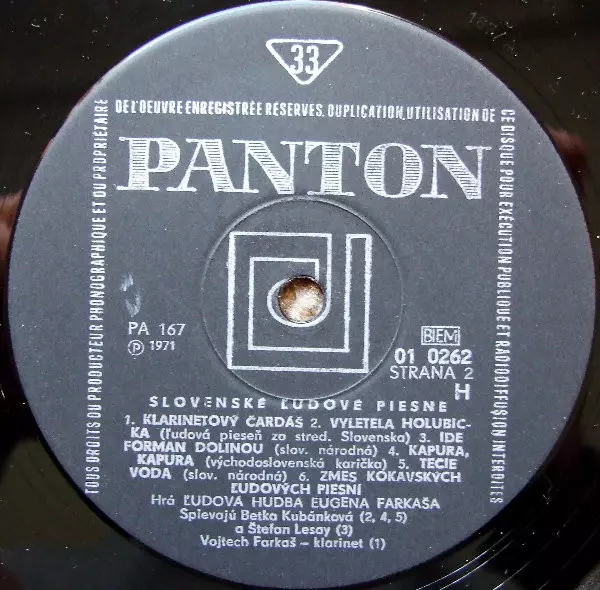 33
DE L'OEUVRE ENREGISTRÉE RÉSERVES. DUPLICATION, UTILISATION DE
TOUS DROITS DU PRODUCTEUR PHONOGRAPHIQUE ET DU PROPRIÉTAIRE
CE DISQUE POUR EXÉCUTION PUBLIQUE ET RADIODIFFUSION INTERDITES
PANTON
PA 167
Ⓟ 1971
BIEM
01 0262
STRANA 2
H
SLOVENSKÉ ĽUDOVÉ PIESNE
1. KLARINETOVÝ ČARDÁŠ 2. VYLETELA HOLUBIC-
KA (ľudová pieseň zo stred. Slovenska) 3. IDE
FORMAN DOLINOU (slov. národná) 4. KAPURA,
KAPURA (východoslovenská karička) 5. TEČIE
VODA (slov. národná) 6. ZMES KOKAVSKÝCH
ĽUDOVÝCH PIESNÍ
Hrá ĽUDOVÁ HUDBA EUGENA FARKAŠA
Spievajú Betka Kubánková (2, 4, 5)
a Štefan Lesay (3)
Vojtech Farkaš – klarinet (1)